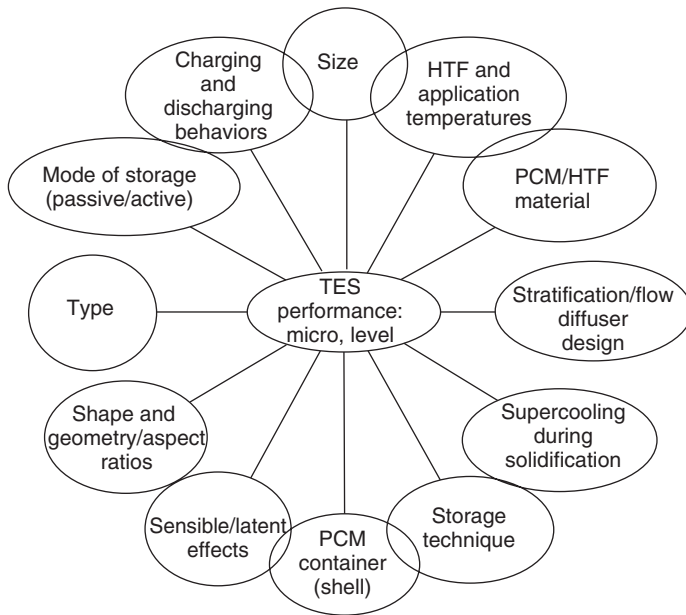 Size
HTF and
application
temperatures
PCM/HTF
material
Stratification/flow
diffuser
design
Supercooling
during
solidification
Storage
technique
PCM
container
(shell)
Sensible/latent
effects
Shape and
geometry/aspect
ratios
Type
Mode of storage
(passive/active)
Charging
and
discharging
behaviors
TES
performance:
micro, level